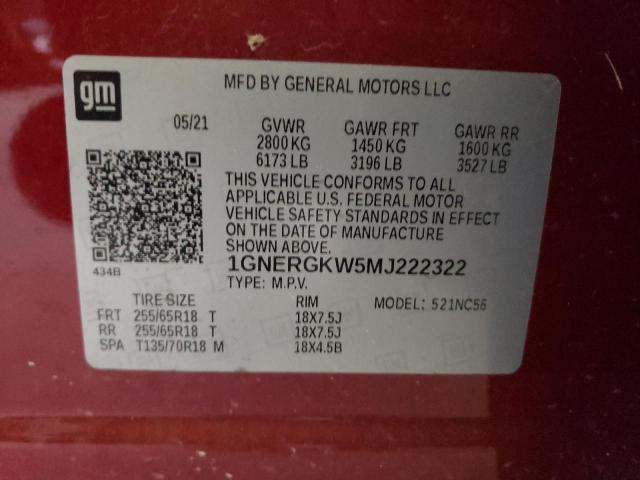 gm
MFD BY GENERAL MOTORS LLC
05/21 GVWR GAWR FRT GAWR RR
2800 KG 1450 KG 1600 KG
6173 LB 3196 LB 3527 LB
THIS VEHICLE CONFORMS TO ALL
APPLICABLE U.S. FEDERAL MOTOR
VEHICLE SAFETY STANDARDS IN EFFECT
ON THE DATE OF MANUFACTURE
SHOWN ABOVE.
434B
1GNERGKW5MJ222322
TYPE: M.P.V.
TIRE SIZE RIM MODEL: 521NC56
FRT 255/65R18 T 18X7.5J
RR 255/65R18 T 18X7.5J
SPA T135/70R18 M 18X4.5B